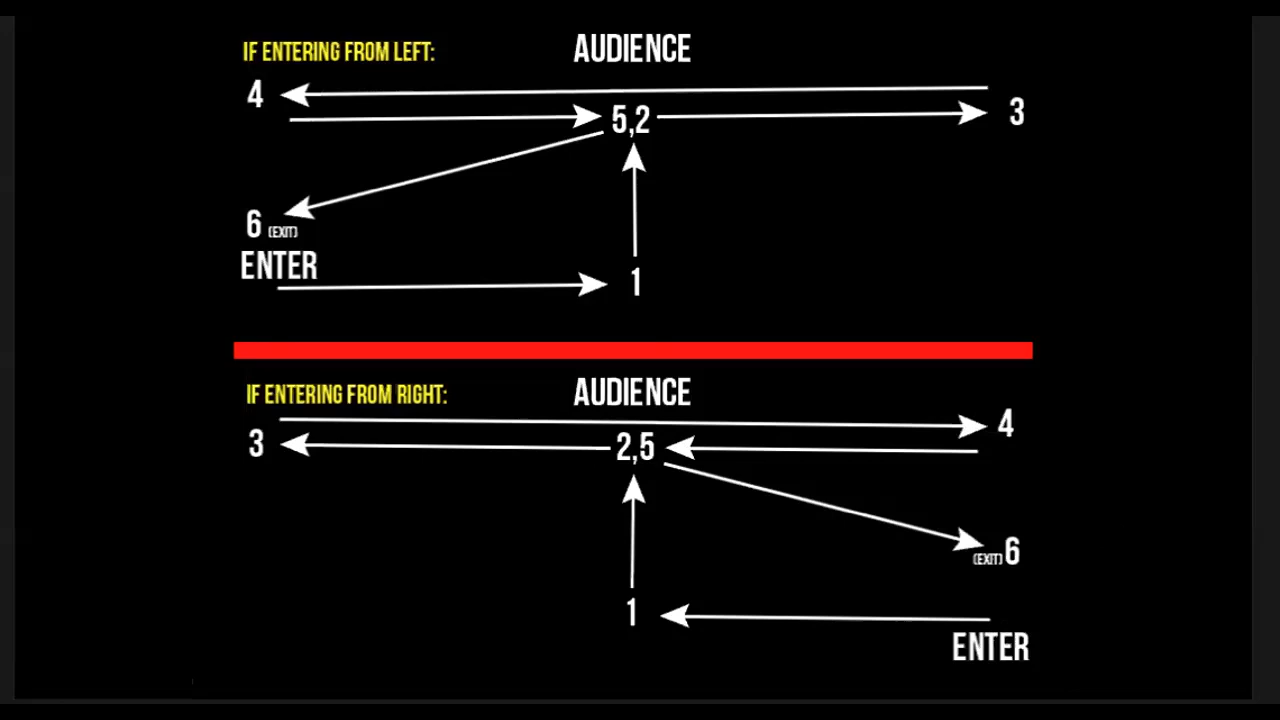 IF ENTERING FROM LEFT:
AUDIENCE
4
5,2
3
6 (EXIT)
ENTER
1
IF ENTERING FROM RIGHT:
AUDIENCE
3
2,5
4
(EXIT) 6
1
ENTER